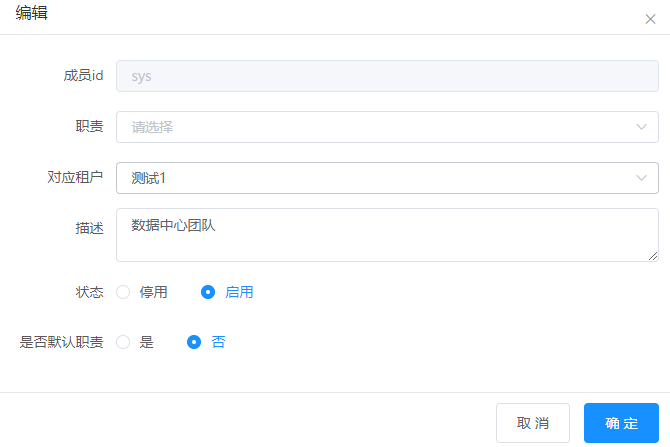 编辑
成员id sys
职责 请选择
对应租户 测试1
描述 数据中心团队
状态 停用 启用
是否默认职责 是 否
取 消 确 定